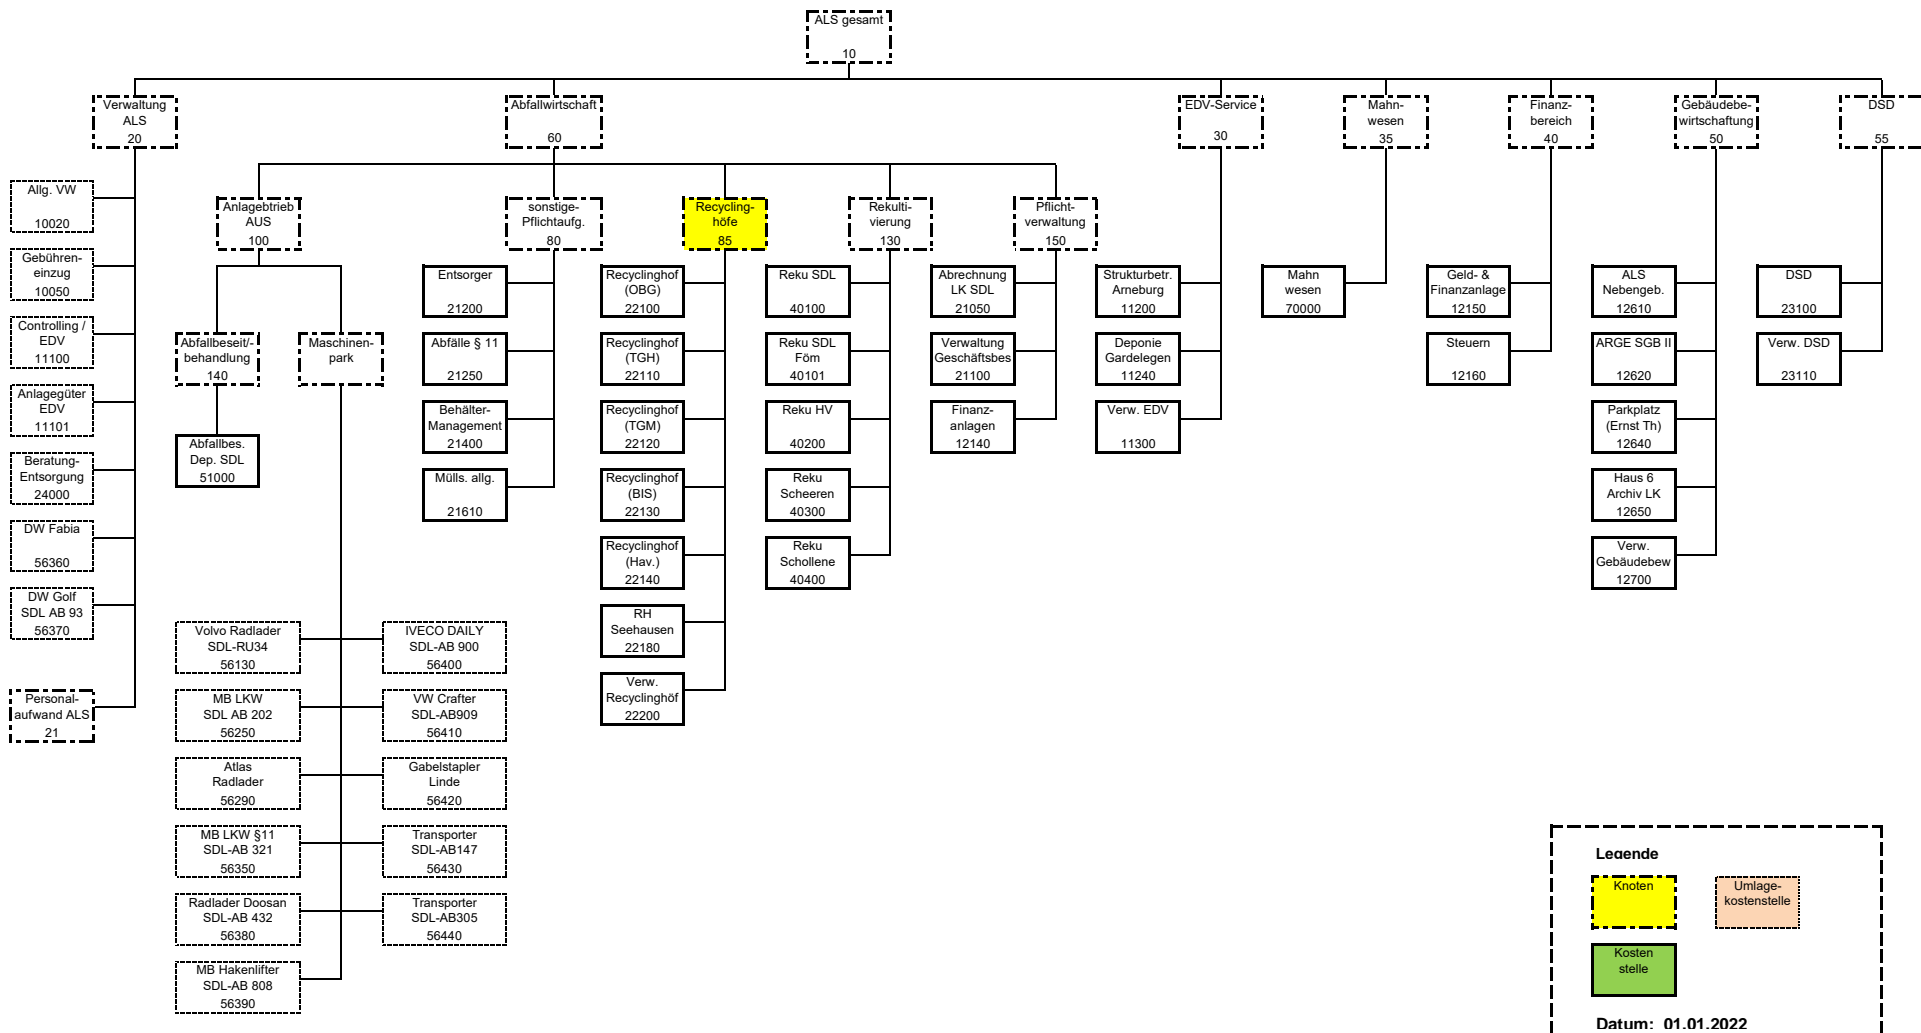 ALS gesamt
10
Verwaltung
ALS
20
Abfallwirtschaft
60
EDV-Service
30
Mahn-
wesen
35
Finanz-
bereich
40
Gebäudebe-
wirtschaftung
50
DSD
55
Allg. VW
10020
Gebühren-
einzug
10050
Controlling /
EDV
11100
Anlagegüter
EDV
11101
Beratung-
Entsorgung
24000
DW Fabia
56360
DW Golf
SDL AB 93
56370
Personal-
aufwand ALS
21
Anlagebtrieb
AUS
100
sonstige-
Pflichtaufg.
80
Recycling-
höfe
85
Rekulti-
vierung
130
Pflicht-
verwaltung
150
Abfallbeseit/-
behandlung
140
Maschinen-
park
Abfallbes.
Dep. SDL
51000
Volvo Radlader
SDL-RU34
56130
MB LKW
SDL AB 202
56250
Atlas
Radlader
56290
MB LKW §11
SDL-AB 321
56350
Radlader Doosan
SDL-AB 432
56380
MB Hakenlifter
SDL-AB 808
56390
IVECO DAILY
SDL-AB 900
56400
VW Crafter
SDL-AB909
56410
Gabelstapler
Linde
56420
Transporter
SDL-AB147
56430
Transporter
SDL-AB305
56440
Entsorger
21200
Abfälle § 11
21250
Behälter-
Management
21400
Mülls. allg.
21610
Recyclinghof
(OBG)
22100
Recyclinghof
(TGH)
22110
Recyclinghof
(TGM)
22120
Recyclinghof
(BIS)
22130
Recyclinghof
(Hav.)
22140
RH
Seehausen
22180
Verw.
Recyclinghöf
22200
Reku SDL
40100
Reku SDL
Föm
40101
Reku HV
40200
Reku
Scheeren
40300
Reku
Schollene
40400
Abrechnung
LK SDL
21050
Verwaltung
Geschäftsbes
21100
Finanz-
anlagen
12140
Strukturbetr.
Arneburg
11200
Deponie
Gardelegen
11240
Verw. EDV
11300
Mahn
wesen
70000
Geld- &
Finanzanlage
12150
Steuern
12160
ALS
Nebengeb.
12610
ARGE SGB II
12620
Parkplatz
(Ernst Th)
12640
Haus 6
Archiv LK
12650
Verw.
Gebäudebew
12700
DSD
23100
Verw. DSD
23110
Legende
Knoten
Umlage-
kostenstelle
Kosten
stelle
Datum: 01.01.2022